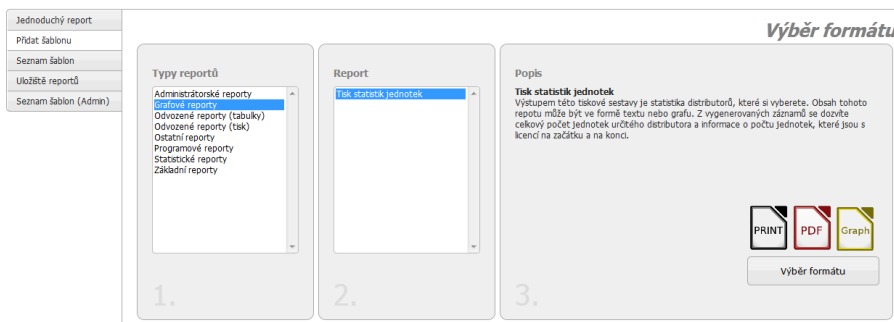 Jednoduchý report
Přidat šablonu
Seznam šablon
Uložiště reportů
Seznam šablon (Admin)
Výběr formátu
Typy reportů
Administrátorské reporty
Grafové reporty
Odvozené reporty (tabulky)
Odvozené reporty (tisk)
Ostatní reporty
Programové reporty
Statistické reporty
Základní reporty
1.
Report
Tisk statistik jednotek
2.
Popis
Tisk statistik jednotek
Výstupem této tiskové sestavy je statistika distributorů, které si vyberete. Obsah tohoto
repotu může být ve formě textu nebo grafu. Z vygenerovaných záznamů se dozvíte
celkový počet jednotek určitého distributora a informace o počtu jednotek, které jsou s
licencí na začátku a na konci.
PRINT
PDF
Graph
Výběr formátu
3.